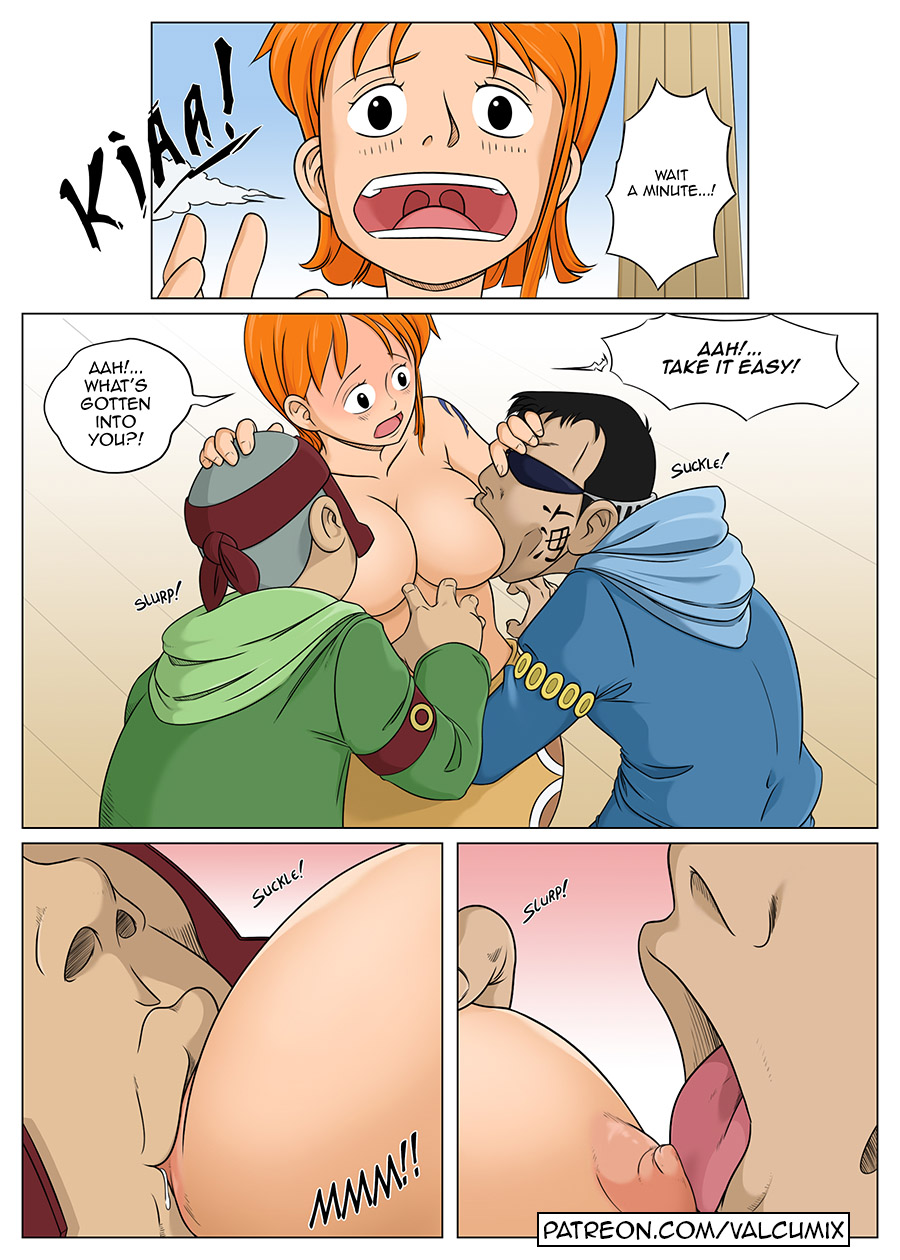 KIAA!
WAIT
A MINUTE...!
AAH!...
WHAT'S
GOTTEN
INTO
YOU?!
AAH!...
TAKE IT EASY!
SUCKLE!
SLURP!
SUCKLE!
SLURP!
MMM!!
PATREON.COM/VALCUMIX